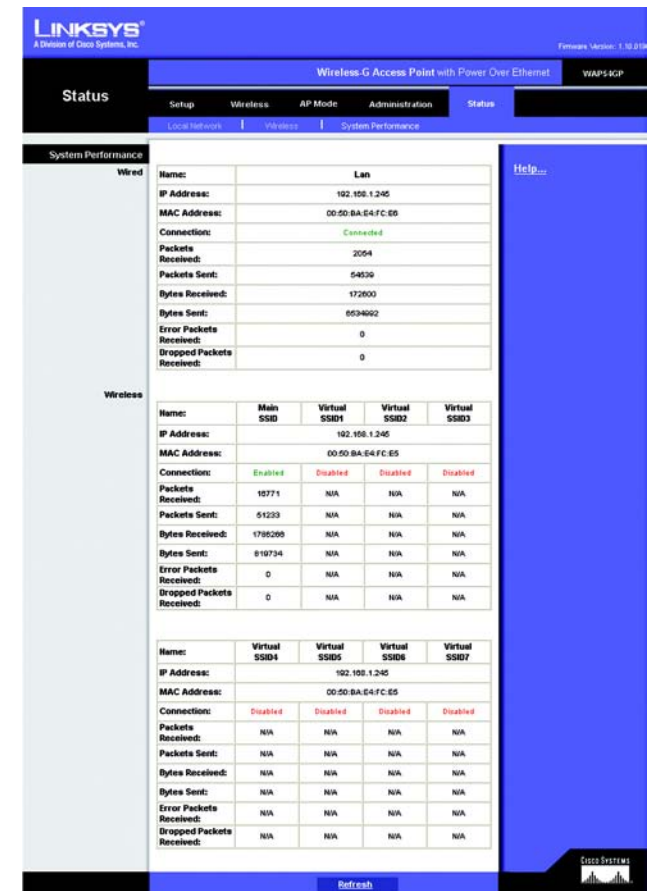 LINKSYS®
A Division of Cisco Systems, Inc.
Wireless-G Access Point with Power Over Ethernet WAP54GP
Status
Setup Wireless AP Mode Administration Status
Local Network Wireless System Performance
System Performance
Help...
Wired
Name: Lan
IP Address: 192.168.1.245
MAC Address: 00:50:BA:E4:FC:E6
Connection: Connected
Packets
Received: 2054
Packets Sent: 54539
Bytes Received: 172600
Bytes Sent: 6534992
Error Packets
Received: 0
Dropped Packets
Received: 0
Wireless
Name: Main SSID Virtual SSID1 Virtual SSID2 Virtual SSID3
IP Address: 192.168.1.245
MAC Address: 00:50:BA:E4:FC:E5
Connection: Enabled Disabled Disabled Disabled
Packets
Received: 16771 N/A N/A N/A
Packets Sent: 51233 N/A N/A N/A
Bytes Received: 1786266 N/A N/A N/A
Bytes Sent: 819734 N/A N/A N/A
Error Packets
Received: 0 N/A N/A N/A
Dropped Packets
Received: 0 N/A N/A N/A
Name: Virtual SSID4 Virtual SSID5 Virtual SSID6 Virtual SSID7
IP Address: 192.168.1.245
MAC Address: 00:50:BA:E4:FC:E5
Connection: Disabled Disabled Disabled Disabled
Packets
Received: N/A N/A N/A N/A
Packets Sent: N/A N/A N/A N/A
Bytes Received: N/A N/A N/A N/A
Bytes Sent: N/A N/A N/A N/A
Error Packets
Received: N/A N/A N/A N/A
Dropped Packets
Received: N/A N/A N/A N/A
Refresh
CISCO SYSTEMS